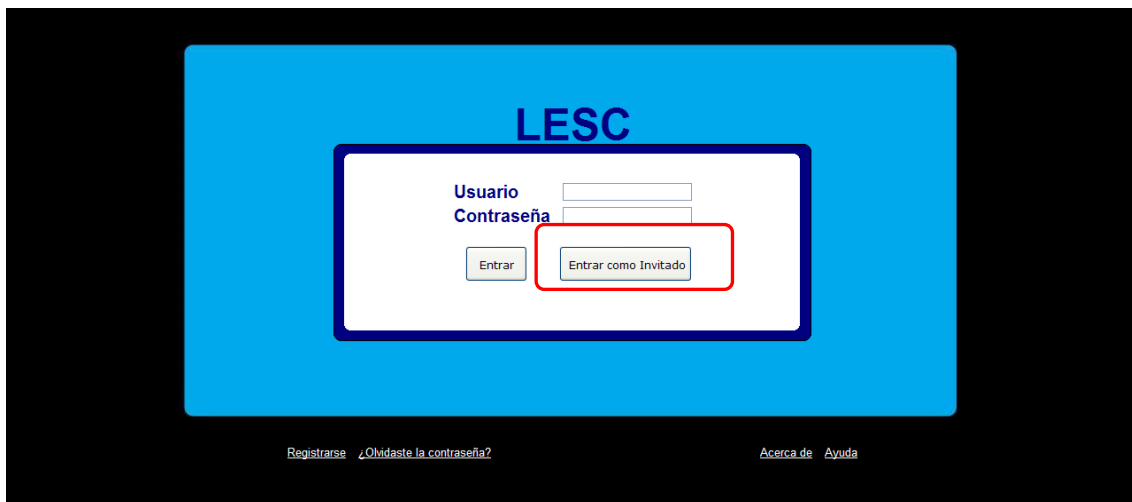 LESC
Usuario
Contraseña
Entrar Entrar como Invitado
Registrarse ¿Olvidaste la contraseña? Acerca de Ayuda